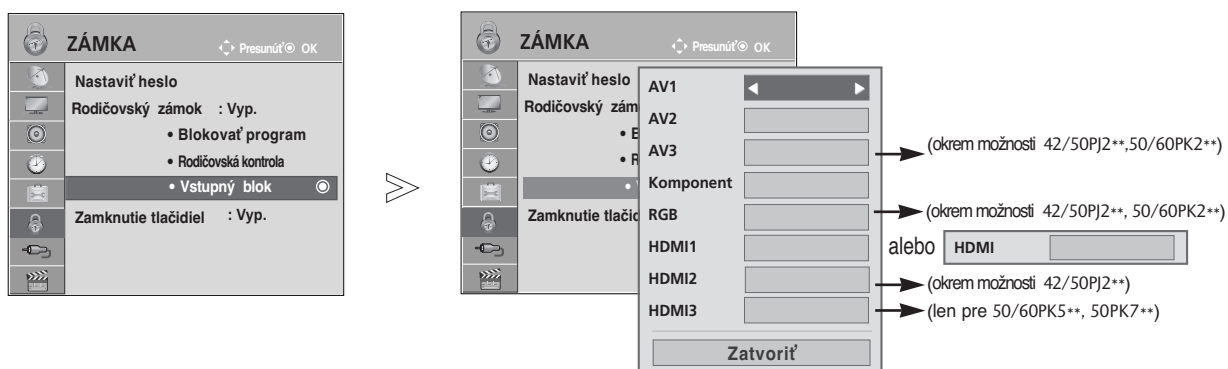 ZÁMKA Presunúť OK
Nastaviť heslo
Rodičovský zámok : Vyp.
• Blokovať program
• Rodičovská kontrola
• Vstupný blok
Zamknutie tlačidiel : Vyp.
ZÁMKA Presunúť OK
Nastaviť heslo
Rodičovský zám
• B
• R
• V
Zamknutie tlačid
AV1
AV2
AV3
Komponent
RGB
HDMI1
HDMI2
HDMI3
Zatvoriť
(okrem možnosti 42/50PJ2**,50/60PK2**)
(okrem možnosti 42/50PJ2**, 50/60PK2**)
alebo HDMI
(okrem možnosti 42/50PJ2**)
(len pre 50/60PK5**, 50PK7**)